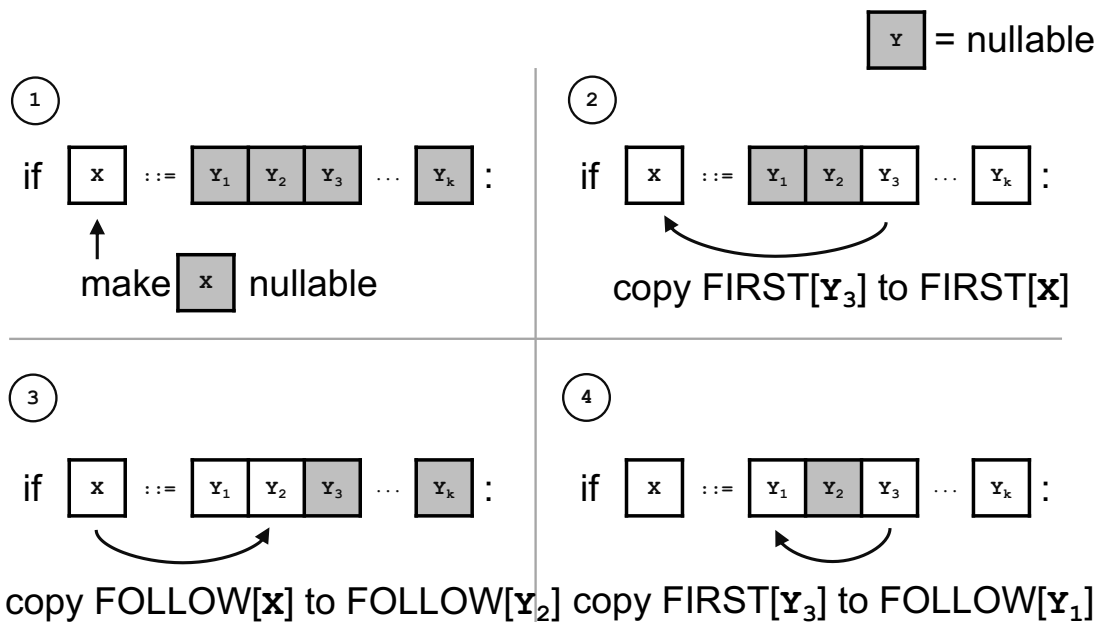 Y = nullable
1
if X ::= Y₁ Y₂ Y₃ ... Yₖ :
make X nullable
2
if X ::= Y₁ Y₂ Y₃ ... Yₖ :
copy FIRST[Y₃] to FIRST[X]
3
if X ::= Y₁ Y₂ Y₃ ... Yₖ :
copy FOLLOW[X] to FOLLOW[Y₂]
4
if X ::= Y₁ Y₂ Y₃ ... Yₖ :
copy FIRST[Y₃] to FOLLOW[Y₁]